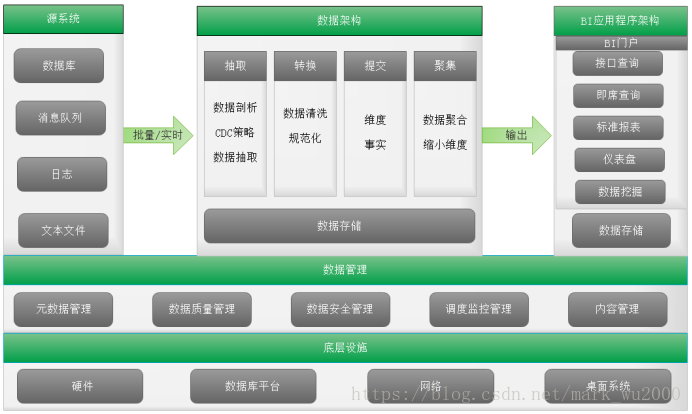 源系统
数据库
消息队列
日志
文本文件
批量/实时
数据架构
抽取
数据剖析
CDC策略
数据抽取
转换
数据清洗
规范化
提交
维度
事实
聚集
数据聚合
缩小维度
数据存储
输出
BI应用程序架构
BI门户
接口查询
即席查询
标准报表
仪表盘
数据挖掘
数据存储
数据管理
元数据管理
数据质量管理
数据安全管理
调度监控管理
内容管理
底层设施
硬件
数据库平台
网络
桌面系统
https://blog.csdn.net/mark_wu2000